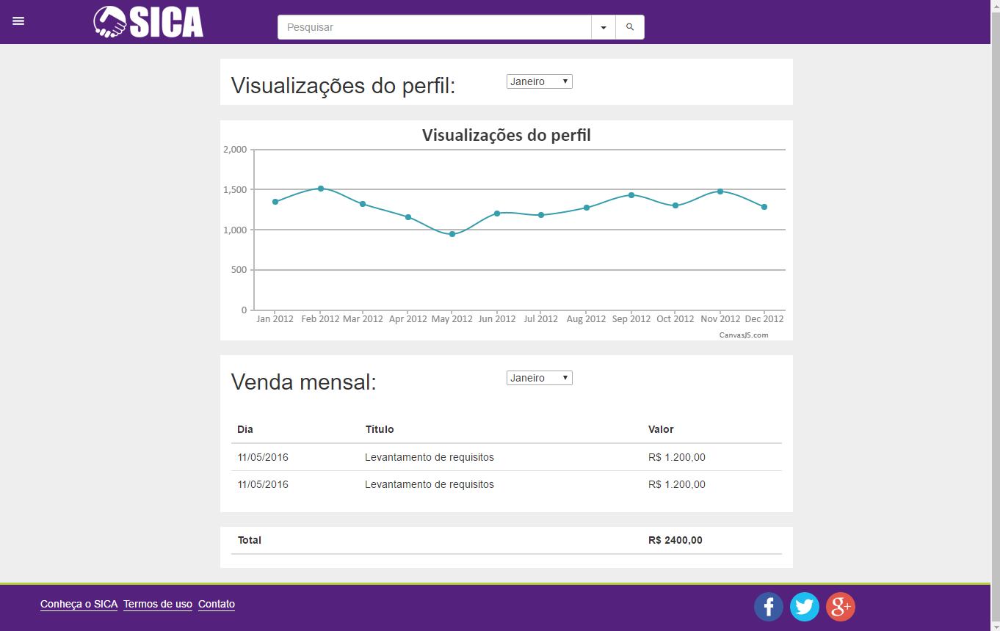 SICA
Pesquisar
Visualizações do perfil: Janeiro
Visualizações do perfil
2,000
1,500
1,000
500
0
Jan 2012 Feb 2012 Mar 2012 Apr 2012 May 2012 Jun 2012 Jul 2012 Aug 2012 Sep 2012 Oct 2012 Nov 2012 Dec 2012
CanvasJS.com
Venda mensal: Janeiro
Dia Título Valor
11/05/2016 Levantamento de requisitos R$ 1.200,00
11/05/2016 Levantamento de requisitos R$ 1.200,00
Total R$ 2400,00
Conheça o SICA Termos de uso Contato f g+